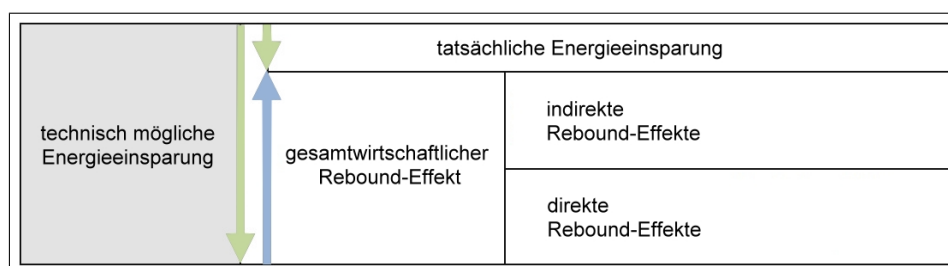 tatsächliche Energieeinsparung
technisch mögliche
Energieeinsparung
gesamtwirtschaftlicher
Rebound-Effekt
indirekte
Rebound-Effekte
direkte
Rebound-Effekte